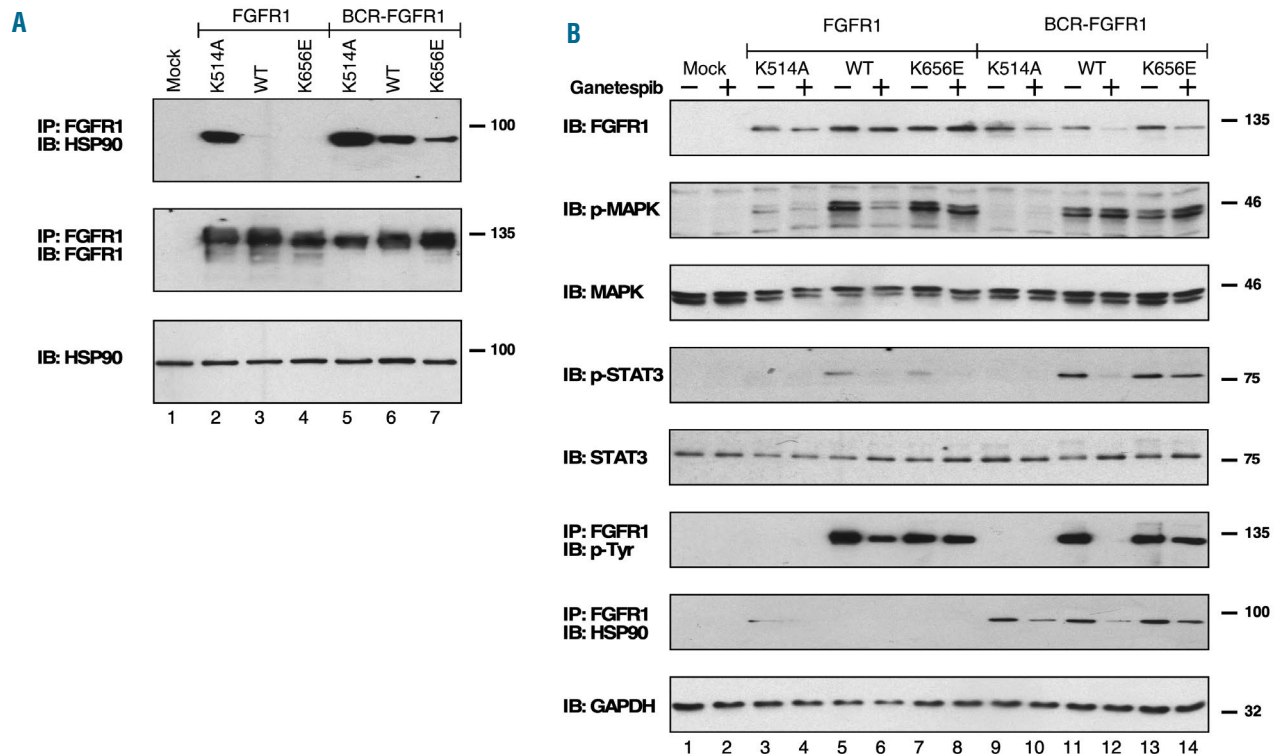 A
FGFR1 BCR-FGFR1
Mock K514A WT K656E K514A WT K656E
IP: FGFR1
IB: HSP90
100
IP: FGFR1
IB: FGFR1
135
IB: HSP90
100
1 2 3 4 5 6 7
B
FGFR1 BCR-FGFR1
Mock K514A WT K656E K514A WT K656E
Ganetespib − + − + − + − + − + − + − +
IB: FGFR1
135
IB: p-MAPK
46
IB: MAPK
46
IB: p-STAT3
75
IB: STAT3
75
IP: FGFR1
IB: p-Tyr
135
IP: FGFR1
IB: HSP90
100
IB: GAPDH
32
1 2 3 4 5 6 7 8 9 10 11 12 13 14